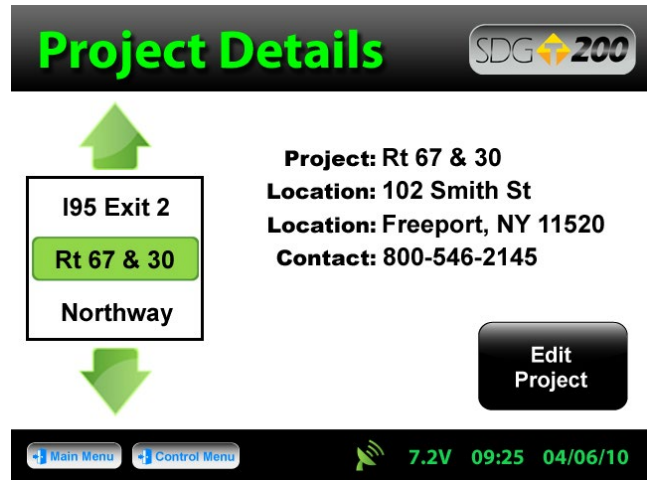 Project Details
SDG 200
I95 Exit 2
Rt 67 & 30
Northway
Project: Rt 67 & 30
Location: 102 Smith St
Location: Freeport, NY 11520
Contact: 800-546-2145
Edit
Project
Main Menu
Control Menu
7.2V 09:25 04/06/10